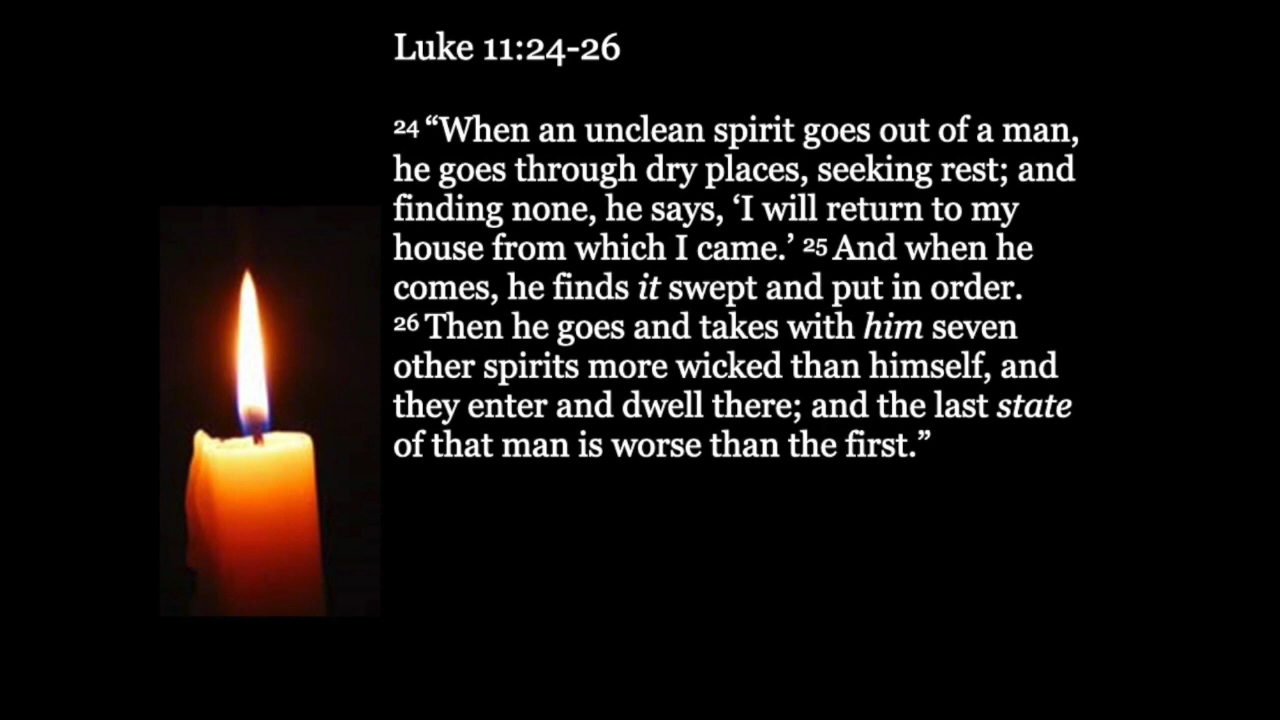 Luke 11:24-26
24 “When an unclean spirit goes out of a man,
he goes through dry places, seeking rest; and
finding none, he says, ‘I will return to my
house from which I came.’ 25 And when he
comes, he finds it swept and put in order.
26 Then he goes and takes with him seven
other spirits more wicked than himself, and
they enter and dwell there; and the last state
of that man is worse than the first.”